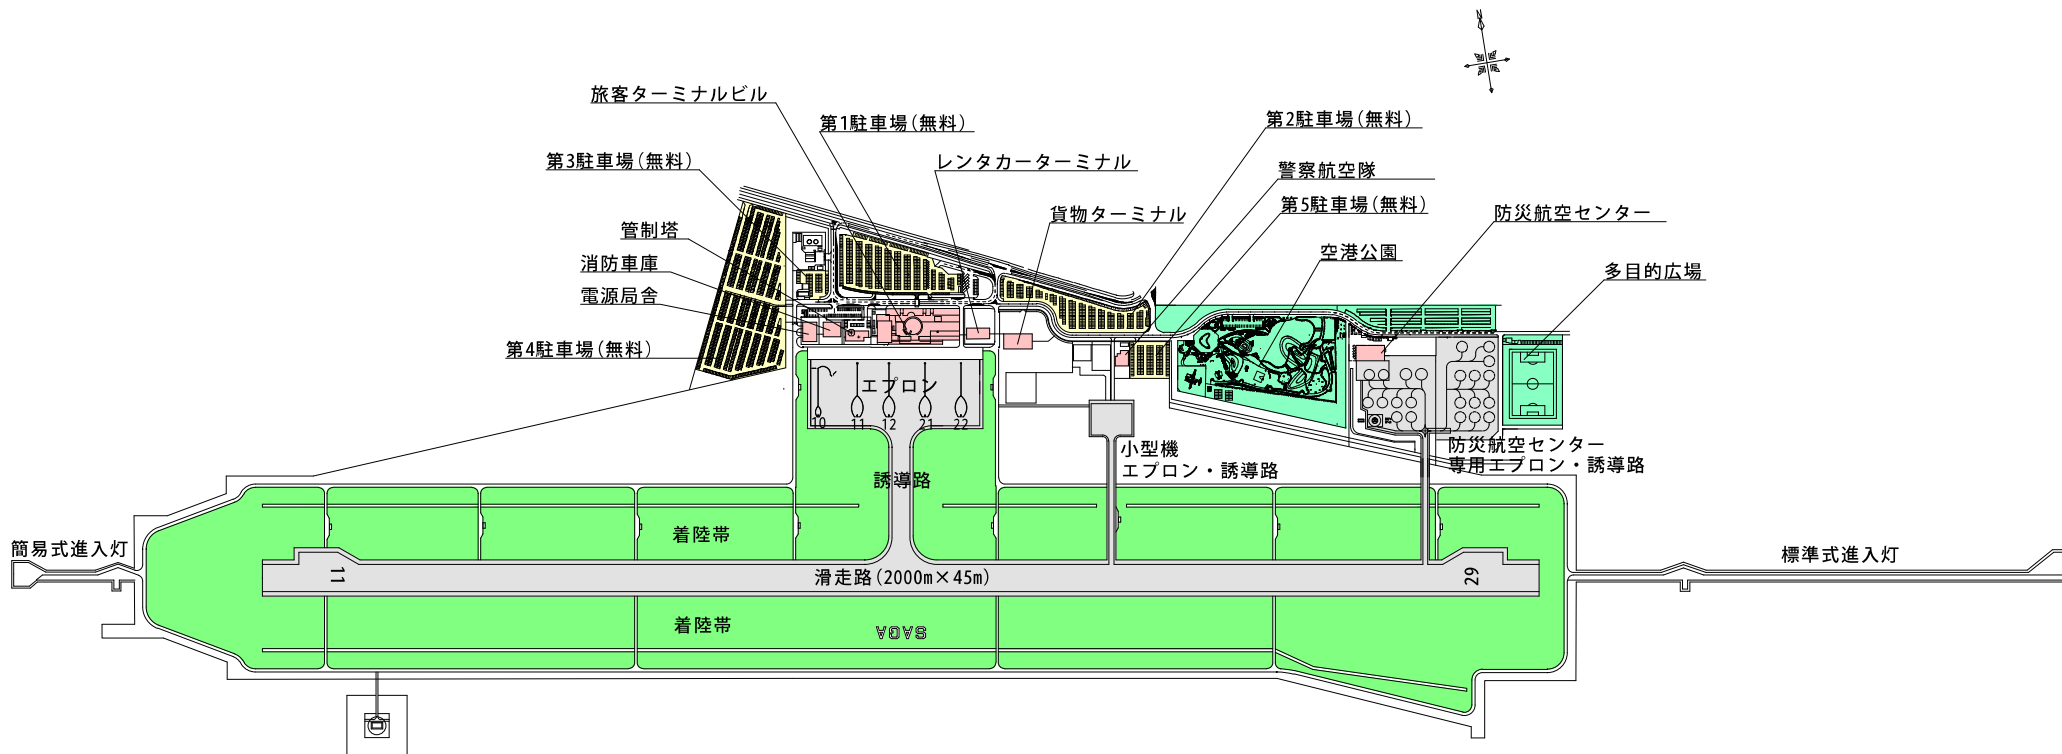 N
旅客ターミナルビル
第1駐車場(無料)
第2駐車場(無料)
第3駐車場(無料)
レンタカーターミナル
警察航空隊
貨物ターミナル
第5駐車場(無料)
防災航空センター
管制塔
空港公園
消防車庫
多目的広場
電源局舎
第4駐車場(無料)
エプロン
10
11
12
21
22
小型機
エプロン・誘導路
防災航空センター
専用エプロン・誘導路
誘導路
着陸帯
簡易式進入灯
標準式進入灯
11
滑走路(2000m×45m)
29
着陸帯
SAGA